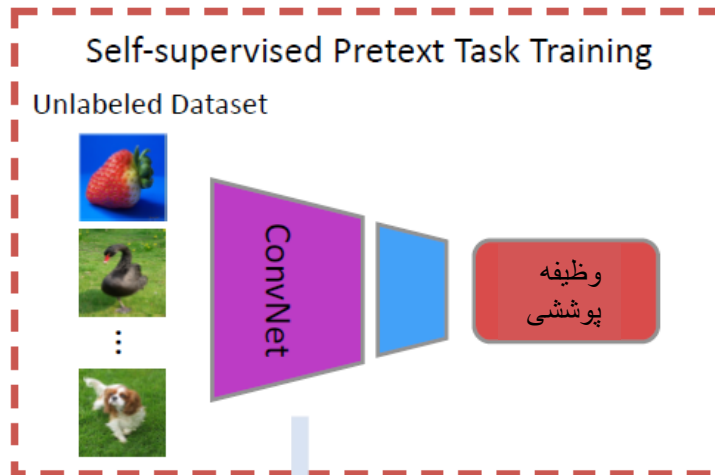 Self-supervised Pretext Task Training
Unlabeled Dataset
ConvNet
وظیفه
پوششی